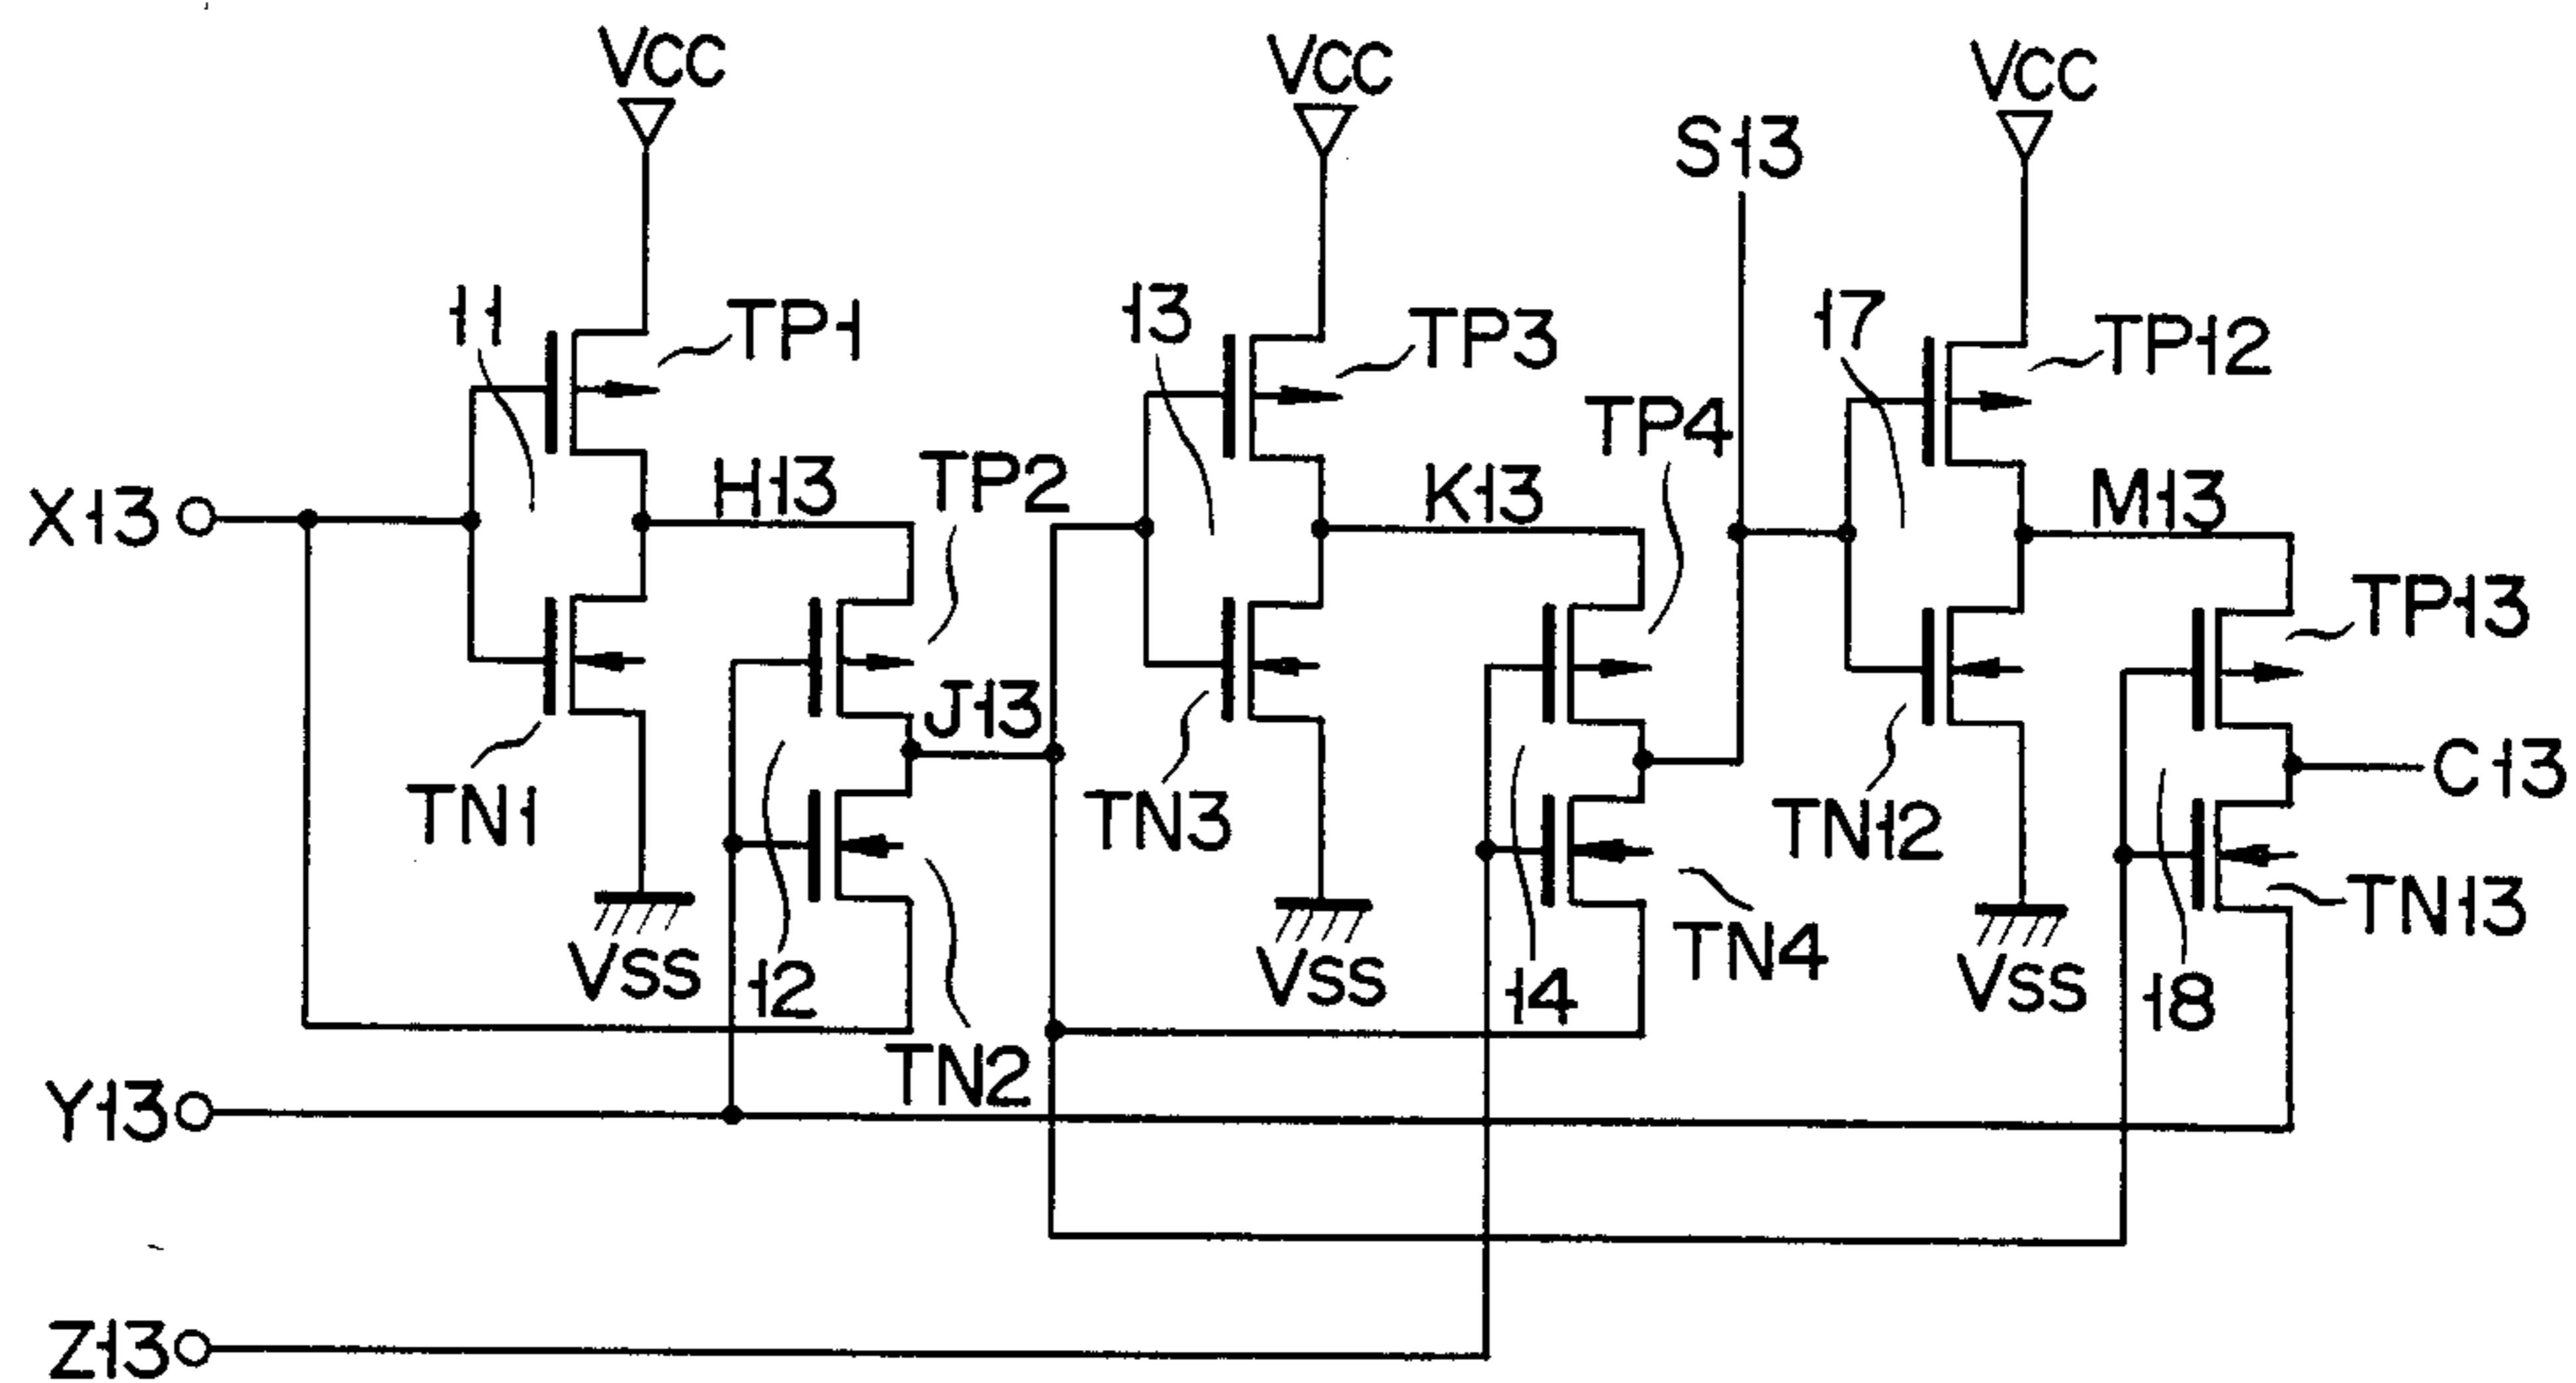 VCC
VCC
VCC
S13
11
TP1
13
TP3
17
TP12
TP4
X13
H13
TP2
K13
M13
TP13
J13
C13
TN1
TN3
TN12
TN13
VSS
12
VSS
14
TN4
VSS
18
TN2
Y13
Z13